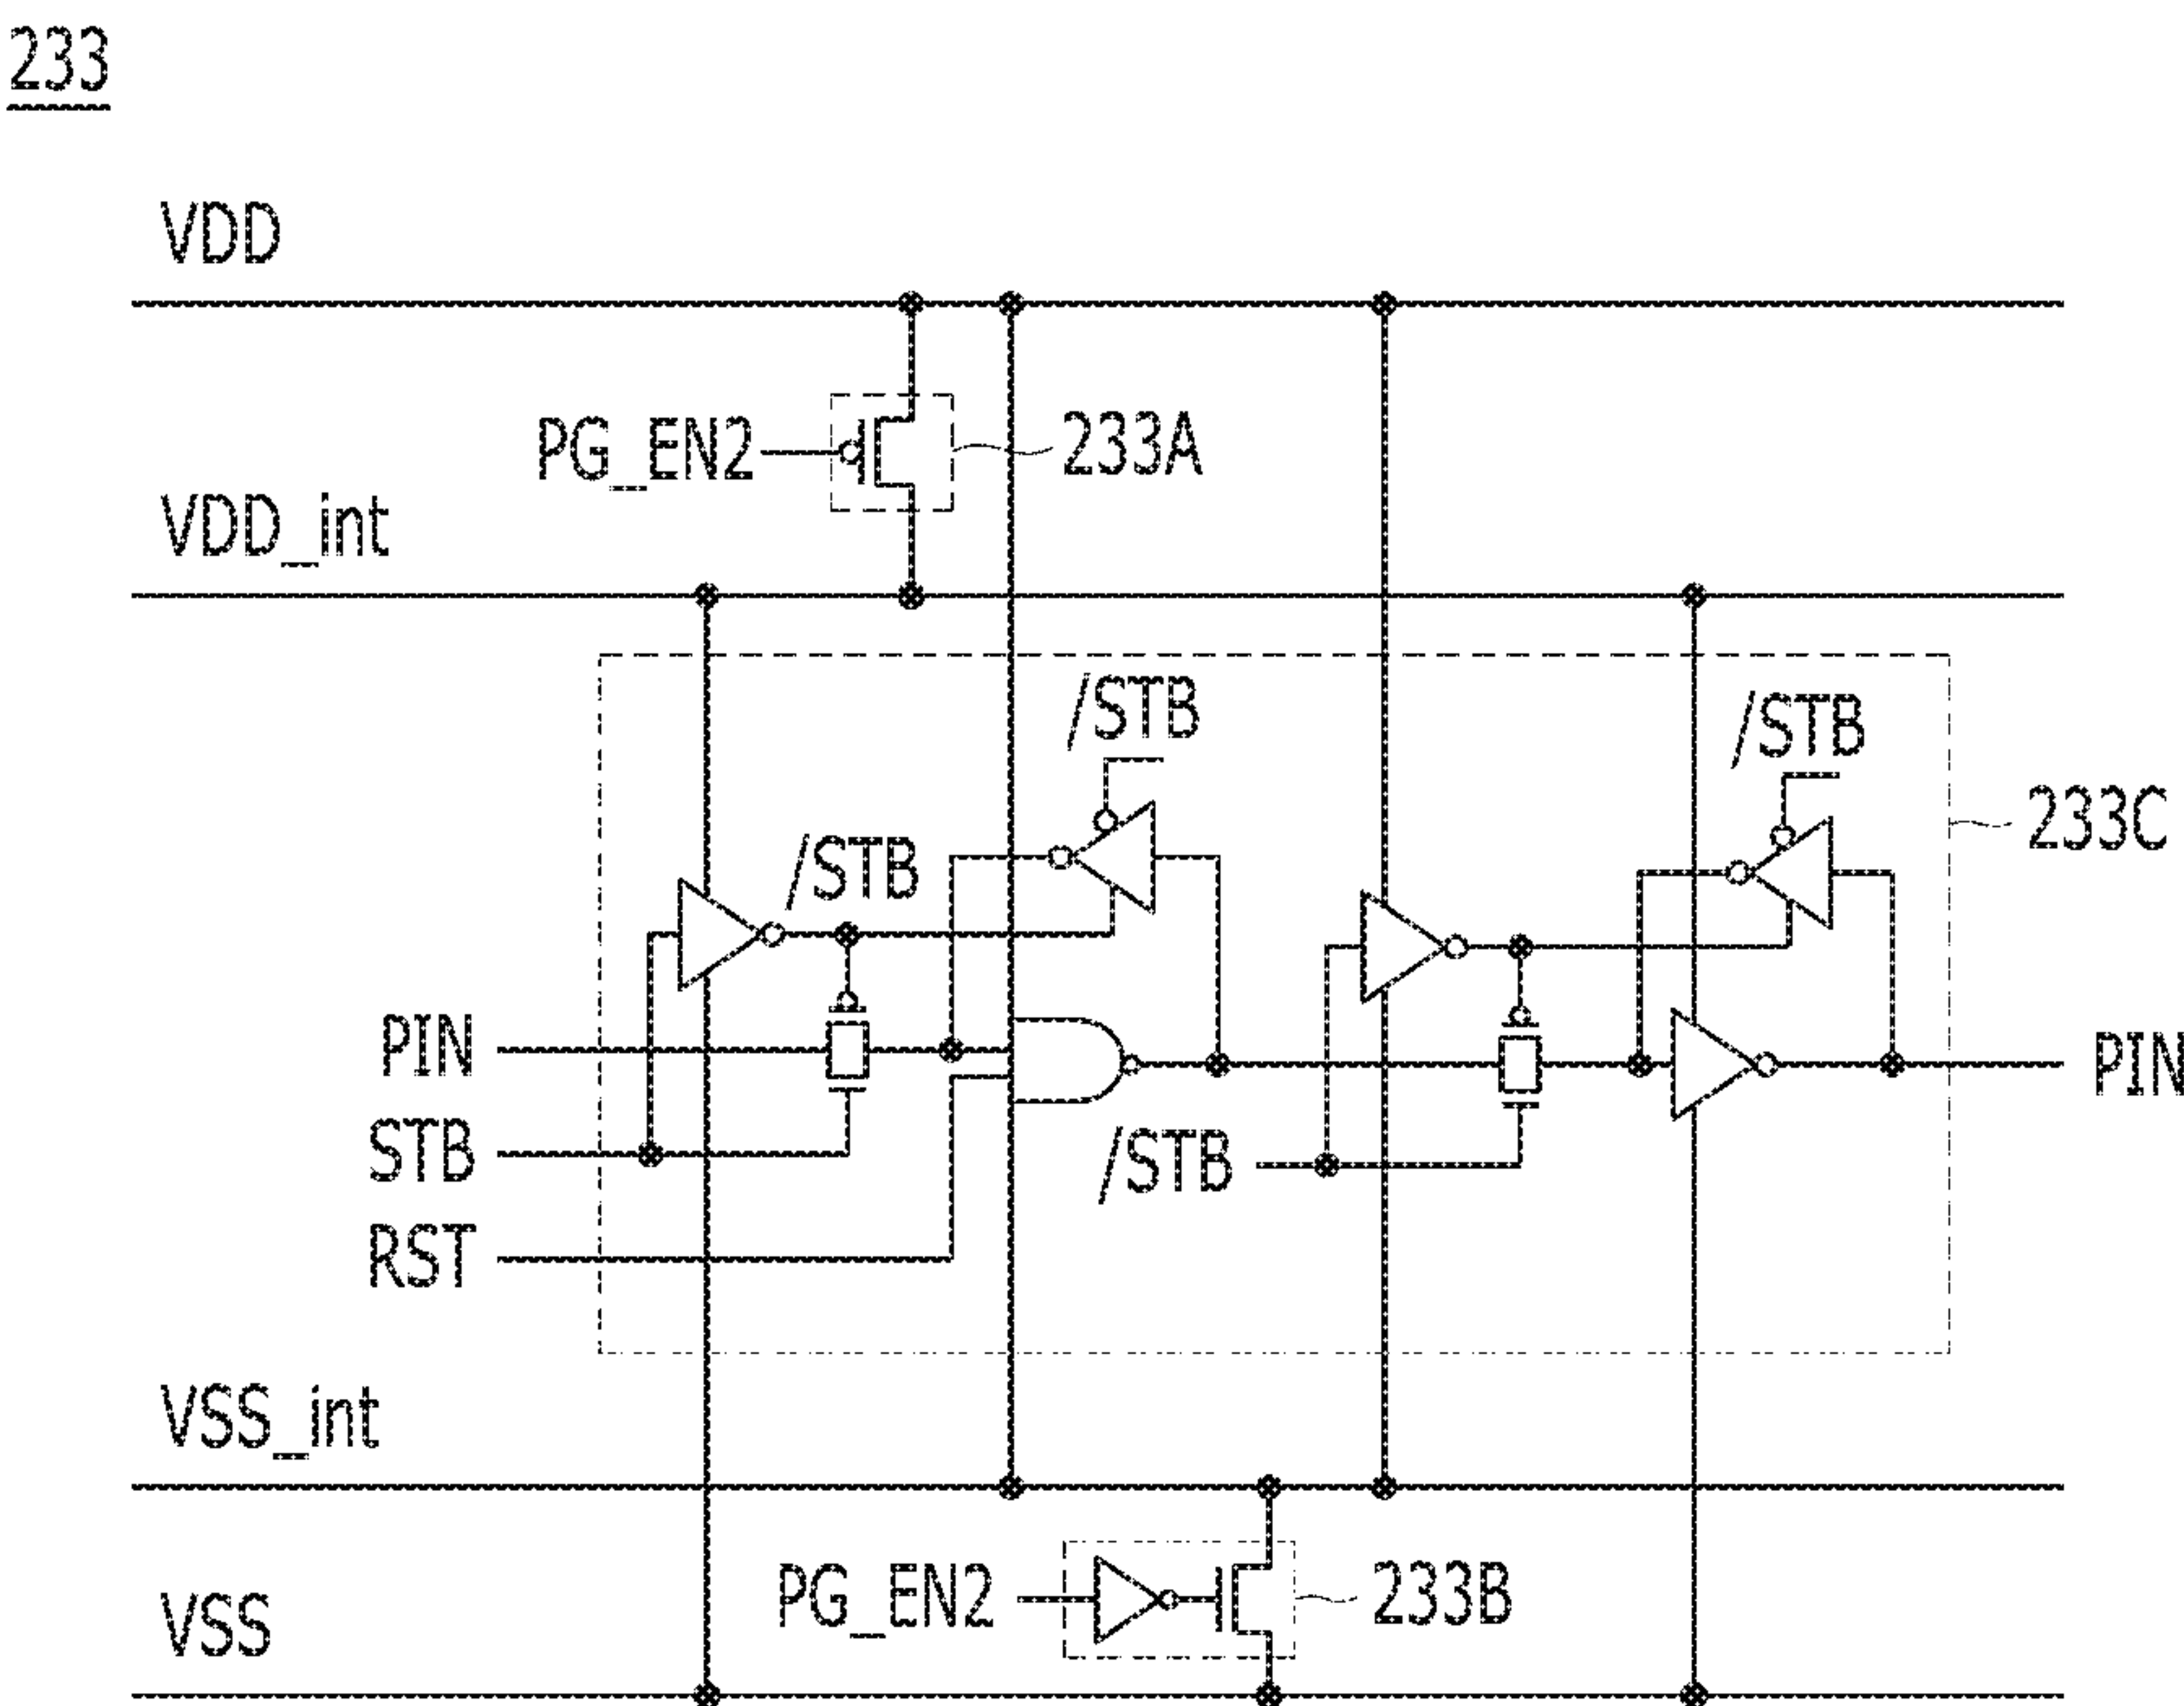 233
VDD
PG_EN2
233A
VDD_int
/STB
/STB
233C
/STB
PIN
PIN
STB
/STB
RST
VSS_int
PG_EN2
233B
VSS